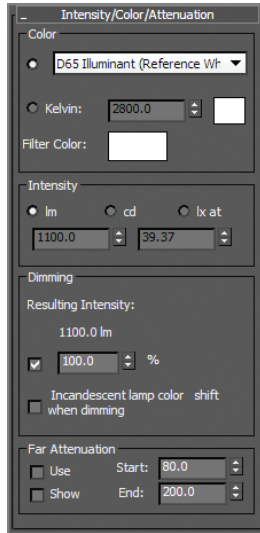 - Intensity/Color/Attenuation
Color
D65 Illuminant (Reference Wh
Kelvin: 2800.0
Filter Color:
Intensity
lm cd lx at
1100.0 39.37
Dimming
Resulting Intensity:
1100.0 lm
100.0 %
Incandescent lamp color shift
when dimming
Far Attenuation
Use Start: 80.0
Show End: 200.0